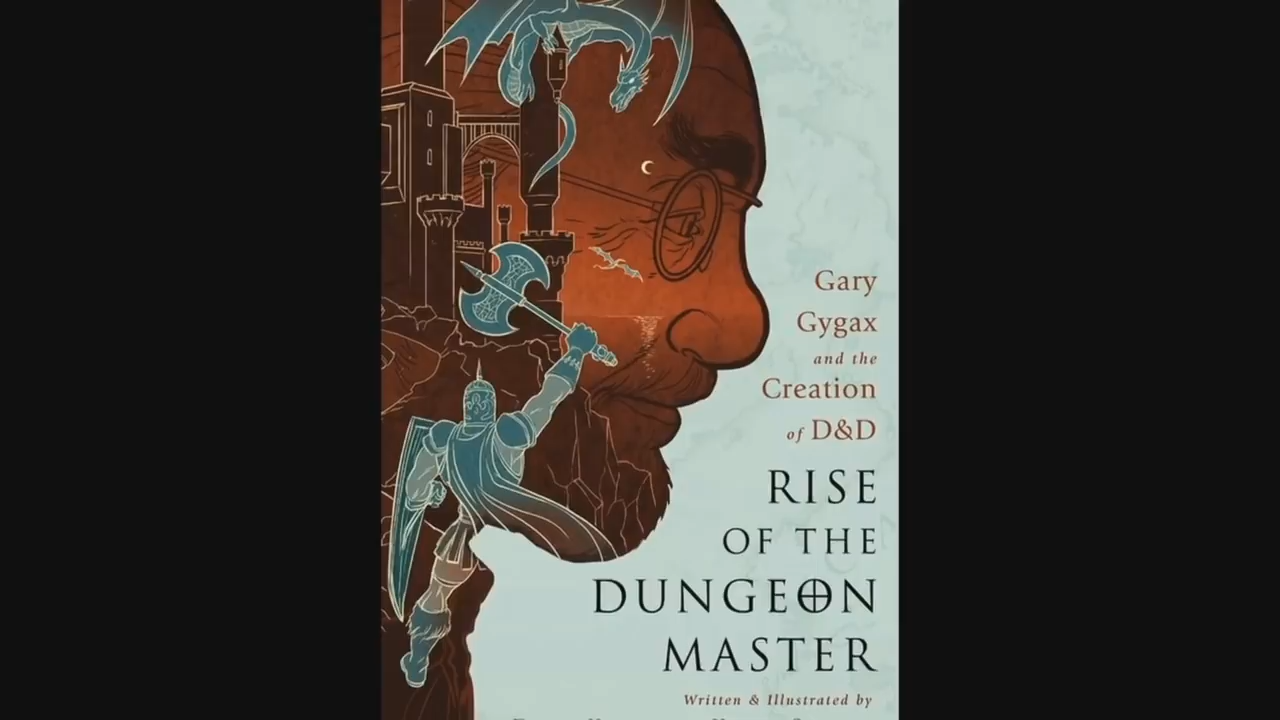 Gary
Gygax
and the
Creation
of D&D
RISE
OF THE
DUNGEON
MASTER
Written & Illustrated by